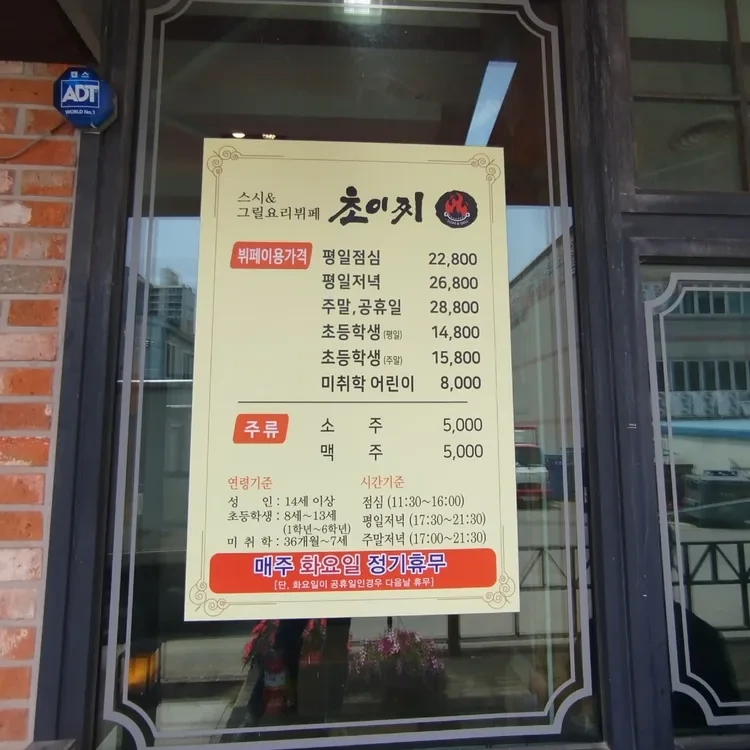 캡스
ADT
WORLD No.1
스시&
그릴요리뷔페
초이찌
뷔페이용가격
평일점심 22,800
평일저녁 26,800
주말,공휴일 28,800
초등학생(평일) 14,800
초등학생(주말) 15,800
미취학 어린이 8,000
주류
소 주 5,000
맥 주 5,000
연령기준
성 인 : 14세 이상
초등학생 : 8세~13세
(1학년~6학년)
미 취 학 : 36개월~7세
시간기준
점심 (11:30~16:00)
평일저녁 (17:30~21:30)
주말저녁 (17:00~21:30)
매주 화요일 정기휴무
[단, 화요일이 공휴일인경우 다음날 휴무]